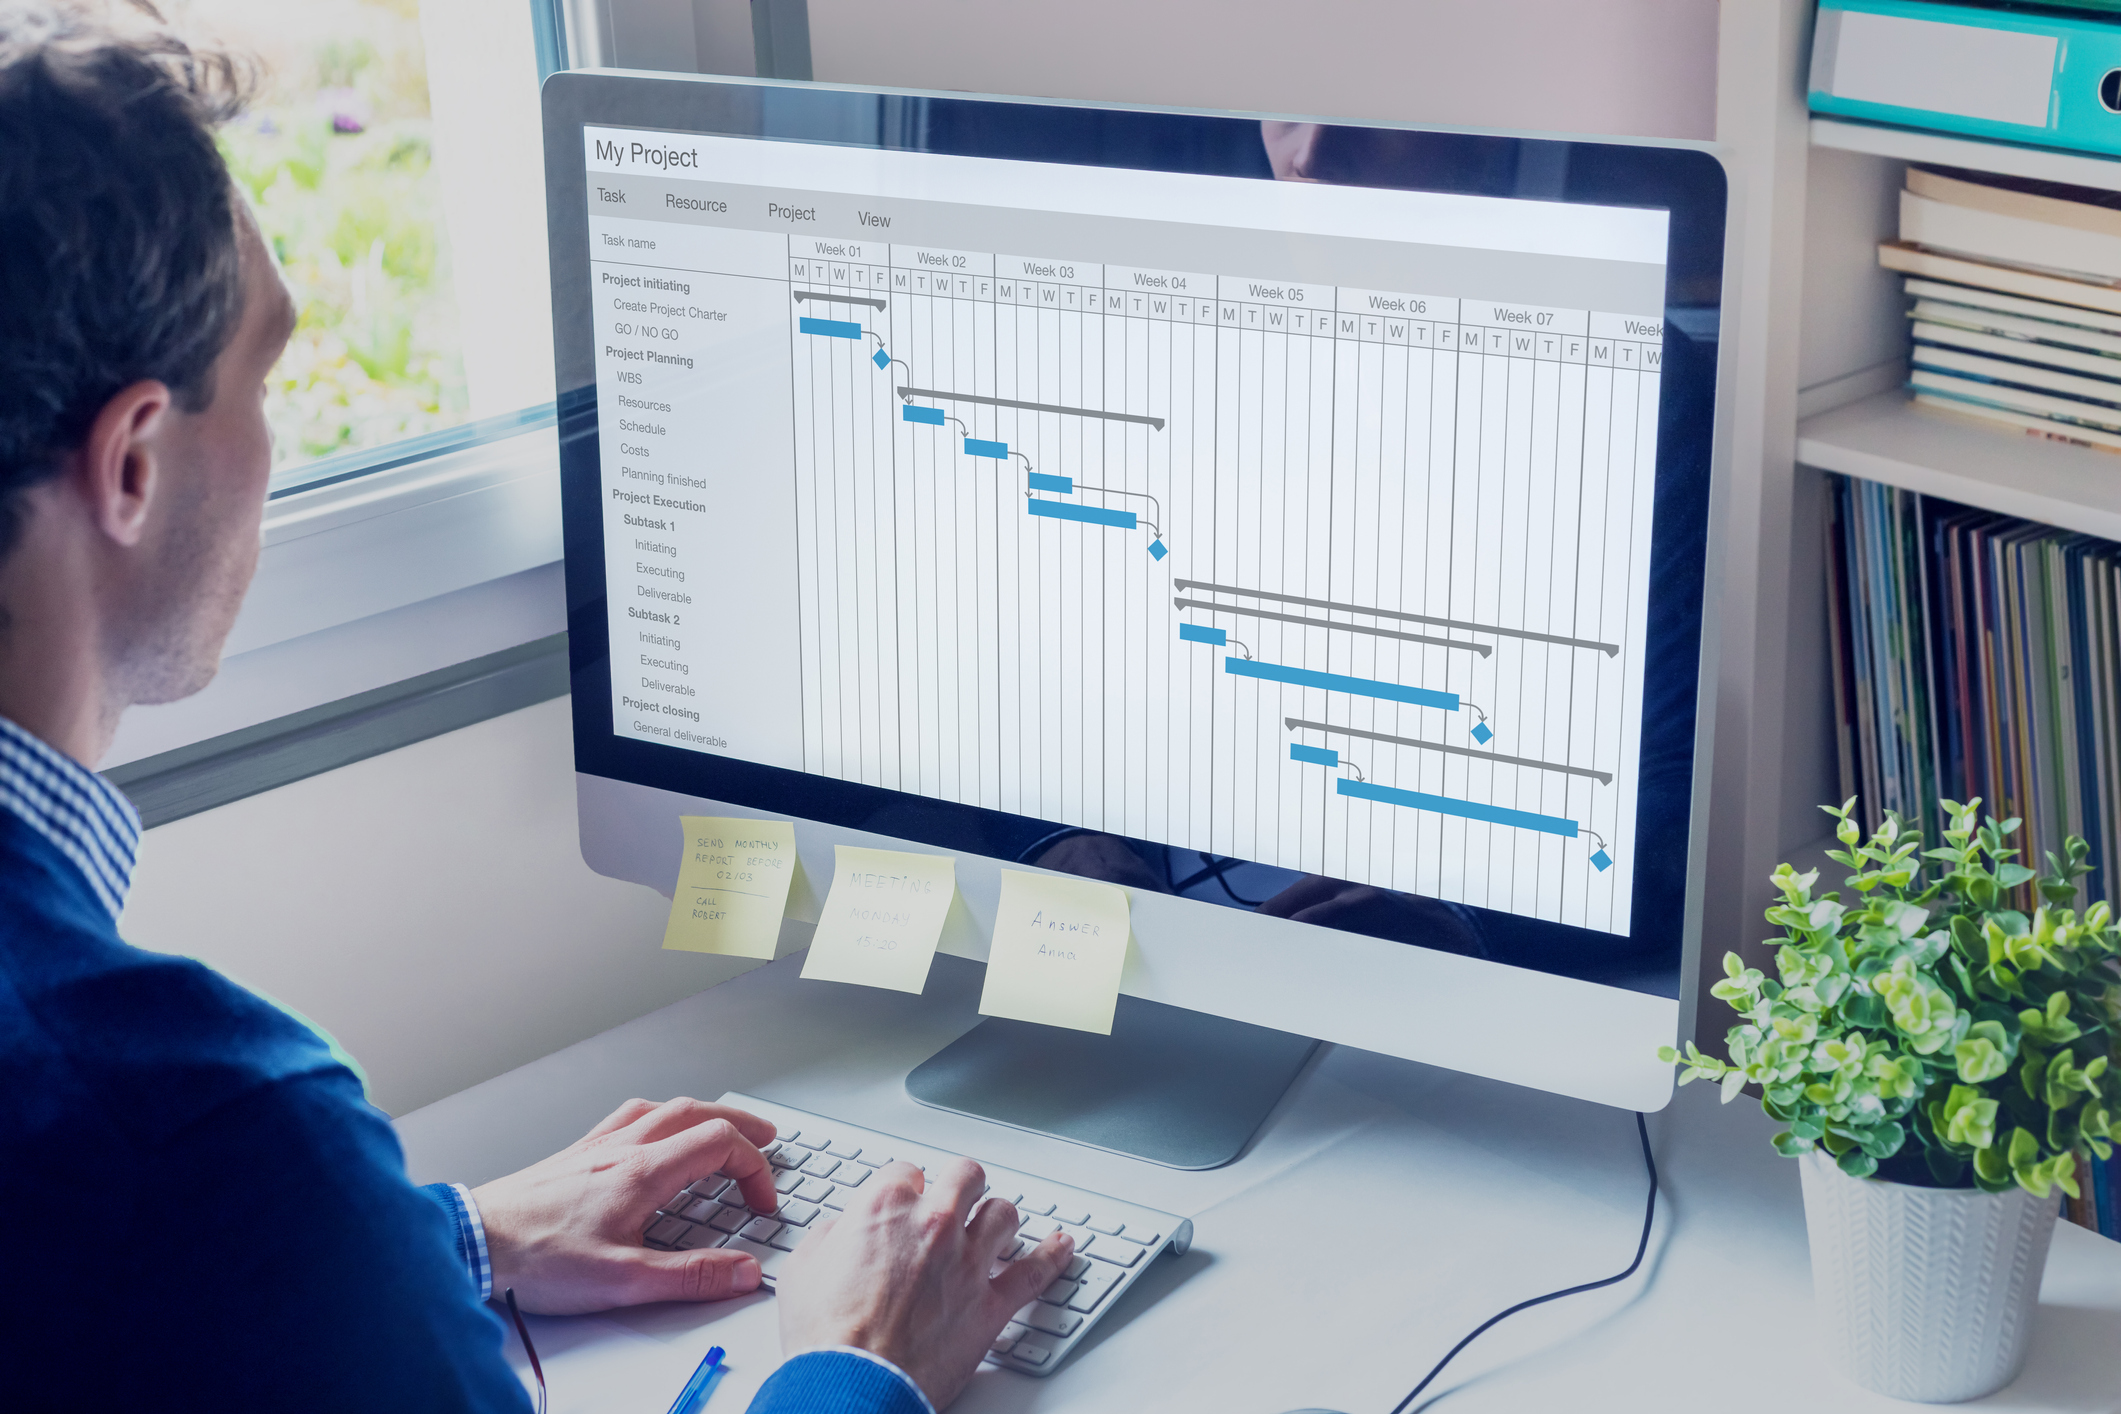 My Project
Task Resource Project View
Task name
Week 01 Week 02 Week 03 Week 04 Week 05 Week 06 Week 07 Week
M T W T F M T W T F M T W T F M T W T F M T W T F M T W T F M T W T F M T W
Project initiating
Create Project Charter
GO / NO GO
Project Planning
WBS
Resources
Schedule
Costs
Planning finished
Project Execution
Subtask 1
Initiating
Executing
Deliverable
Subtask 2
Initiating
Executing
Deliverable
Project closing
General deliverable
SEND MONTHLY
REPORT BEFORE
02/03
CALL
ROBERT
MEETING
MONDAY
15:20
Answer
Anna